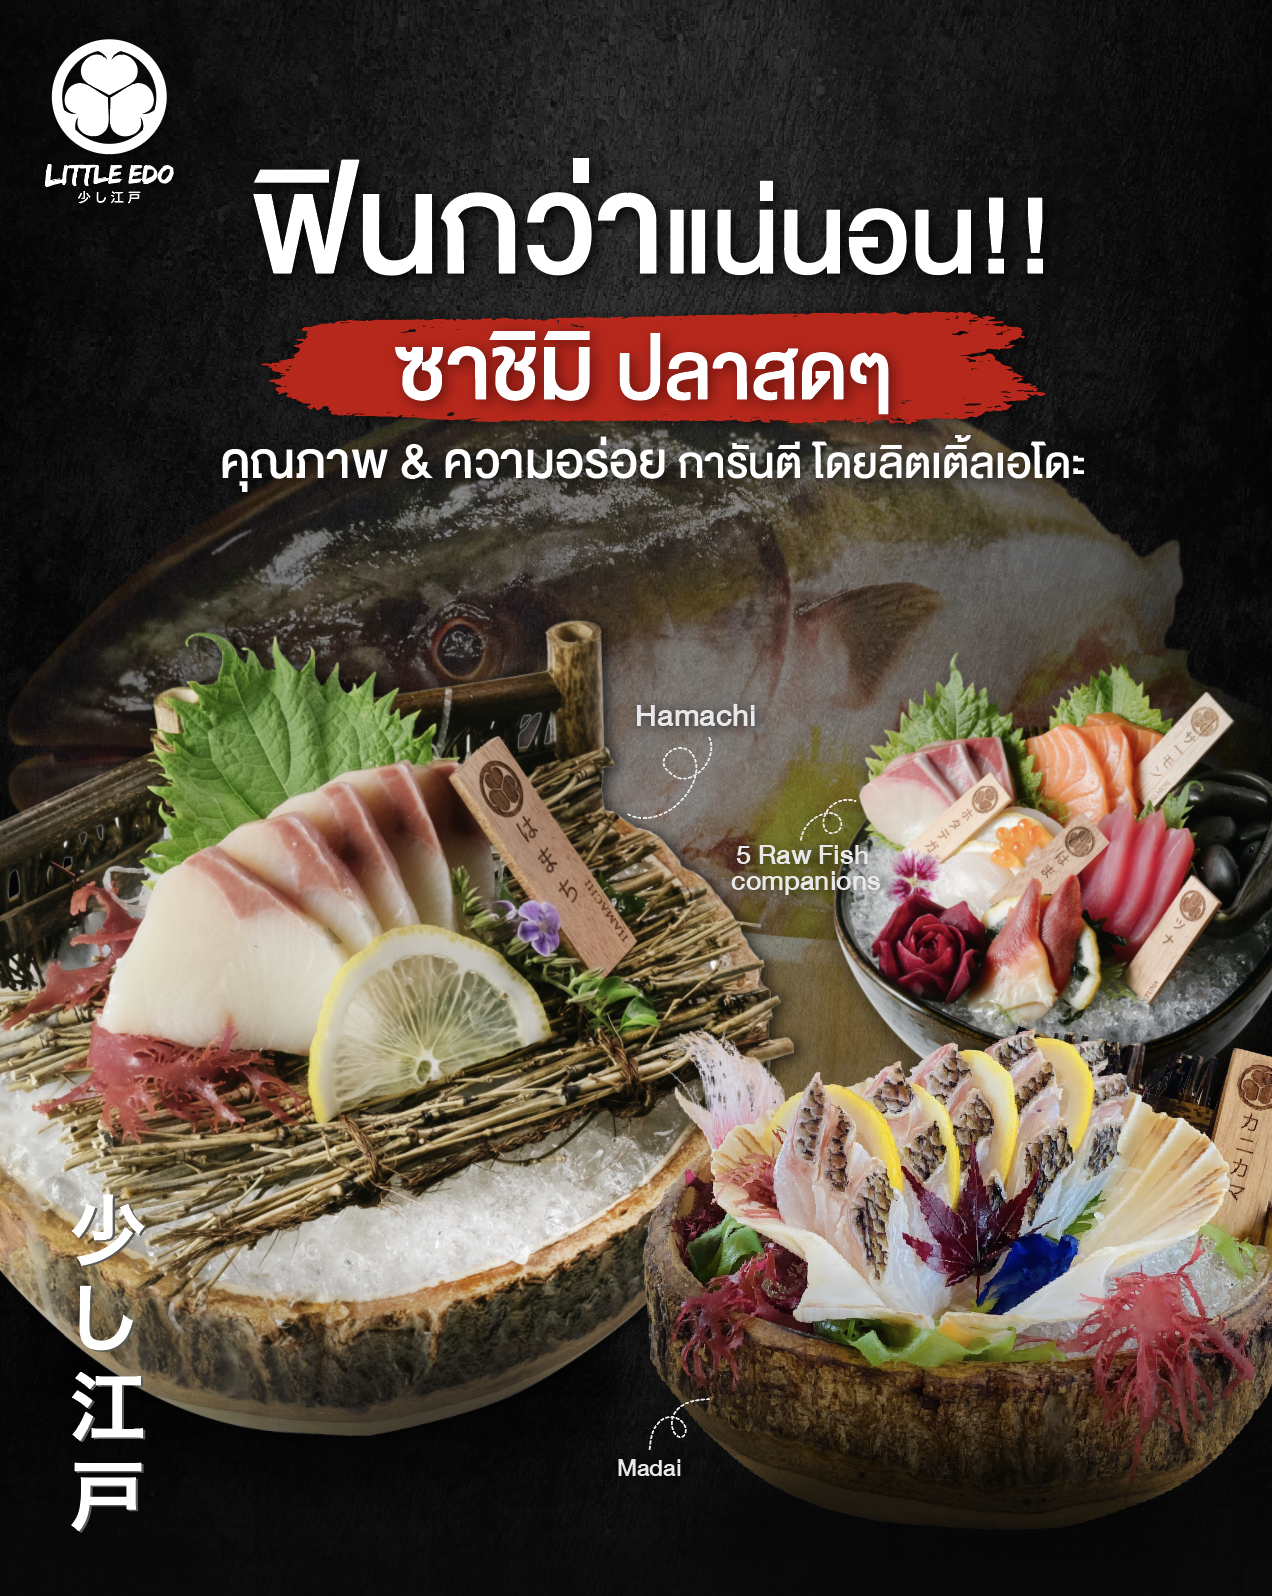 LITTLE EDO
少し江戸
ฟินกว่าแน่นอน!!
ซาชิมิ ปลาสดๆ
คุณภาพ & ความอร่อย การันตี โดยลิตเติ้ลเอโดะ
Hamachi
はまち
HAMACHI
5 Raw Fish
companions
サーモン
ホタテガ
はま
ツナ
カニカマ
少し江戸
Madai